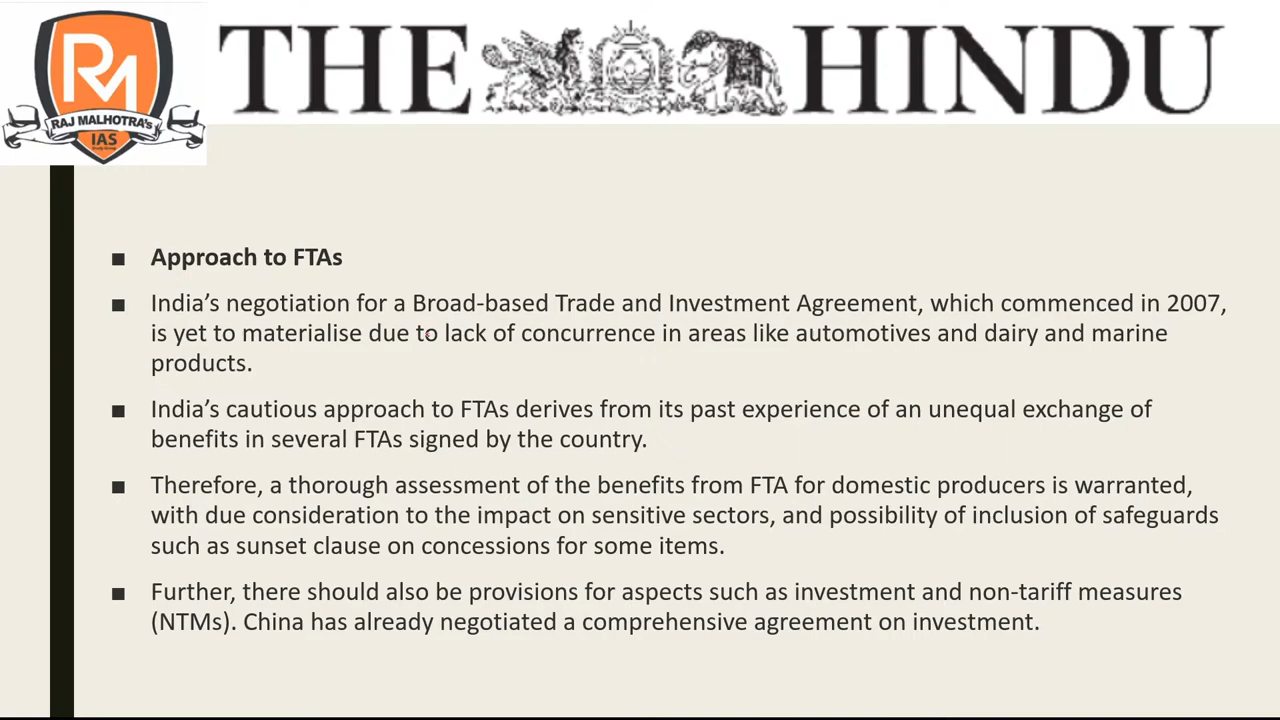 RM
RAJ MALHOTRA's
IAS
Study Group
THE HINDU
Approach to FTAs
India's negotiation for a Broad-based Trade and Investment Agreement, which commenced in 2007,
is yet to materialise due to lack of concurrence in areas like automotives and dairy and marine
products.
India's cautious approach to FTAs derives from its past experience of an unequal exchange of
benefits in several FTAs signed by the country.
Therefore, a thorough assessment of the benefits from FTA for domestic producers is warranted,
with due consideration to the impact on sensitive sectors, and possibility of inclusion of safeguards
such as sunset clause on concessions for some items.
Further, there should also be provisions for aspects such as investment and non-tariff measures
(NTMs). China has already negotiated a comprehensive agreement on investment.